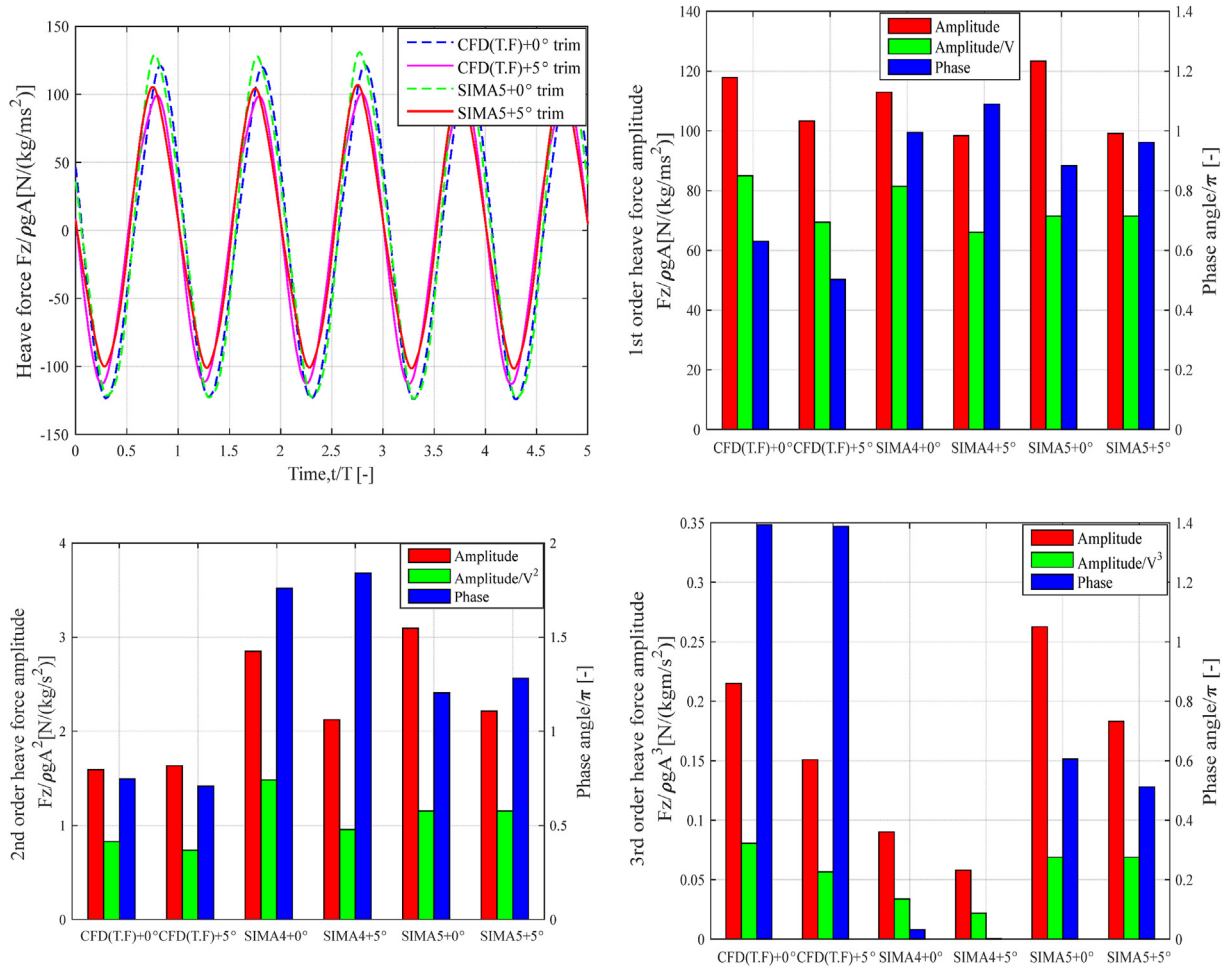 150
100
50
0
-50
-100
-150
0
0.5
1
1.5
2
2.5
3
3.5
4
4.5
5
Heave force Fz/ρgA[N/(kg/ms²)]
Time,t/T [-]
CFD(T.F)+0° trim
CFD(T.F)+5° trim
SIMA5+0° trim
SIMA5+5° trim
140
120
100
80
60
40
20
0
1st order heave force amplitude
Fz/ρgA[N/(kg/ms²)]
Amplitude
Amplitude/V
Phase
1.4
1.2
1
0.8
0.6
0.4
0.2
0
Phase angle/π [-]
CFD(T.F)+0° CFD(T.F)+5° SIMA4+0° SIMA4+5° SIMA5+0° SIMA5+5°
4
3
2
1
0
2nd order heave force amplitude
Fz/ρgA²[N/(kg/s²)]
Amplitude
Amplitude/V²
Phase
2
1.5
1
0.5
0
Phase angle/π [-]
CFD(T.F)+0° CFD(T.F)+5° SIMA4+0° SIMA4+5° SIMA5+0° SIMA5+5°
0.35
0.3
0.25
0.2
0.15
0.1
0.05
0
3rd order heave force amplitude
Fz/ρgA³[N/(kgm/s²)]
Amplitude
Amplitude/V³
Phase
1.4
1.2
1
0.8
0.6
0.4
0.2
0
Phase angle/π [-]
CFD(T.F)+0° CFD(T.F)+5° SIMA4+0° SIMA4+5° SIMA5+0 SIMA5+5°